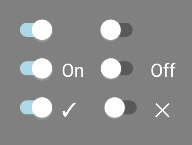 On Off
✓ ✕